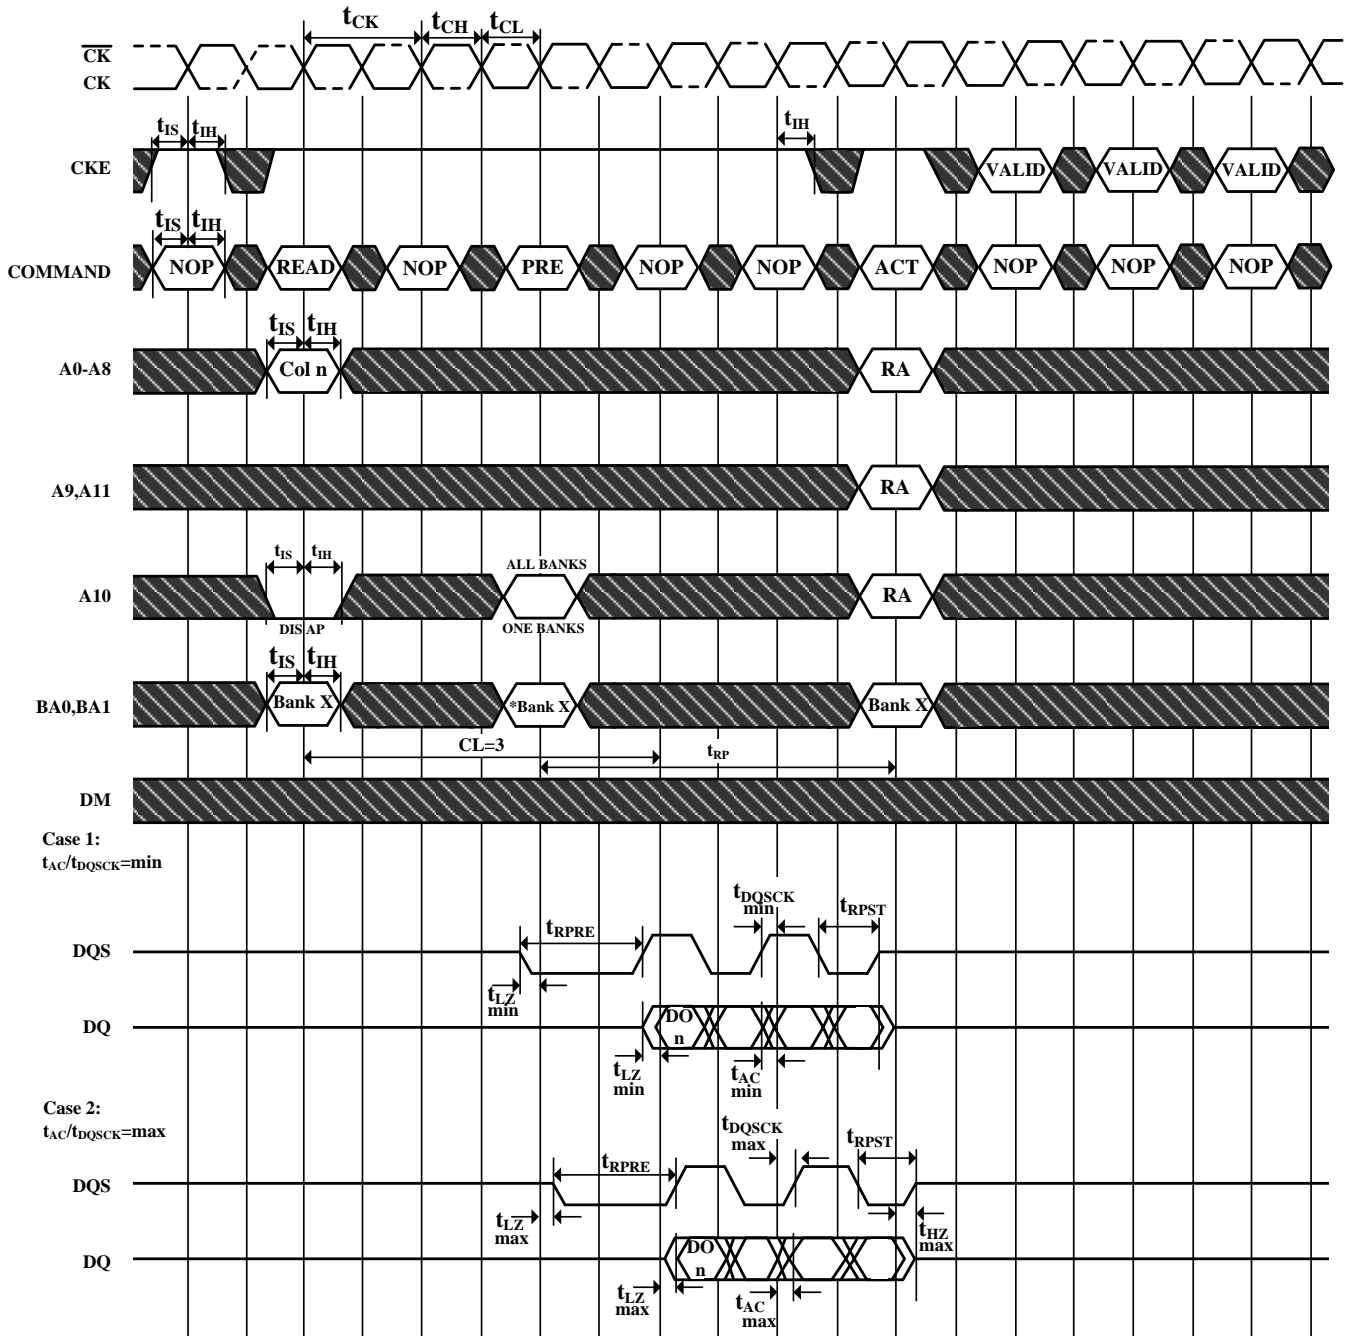 tCK tCH tCL
CK
CK
tIS tIH tIH
CKE VALID VALID VALID
tIS tIH
COMMAND NOP READ NOP PRE NOP NOP ACT NOP NOP NOP
tIS tIH
A0-A8 Col n RA
A9,A11 RA
tIS tIH ALL BANKS
A10 RA
DIS AP ONE BANKS
tIS tIH
BA0,BA1 Bank X *Bank X Bank X
CL=3 tRP
DM
Case 1:
tAC/tDQSCK=min
tDQSCK
min
tRPST
tRPRE
DQS
tLZ
min
DQ DO
n
tLZ
min
tAC
min
Case 2:
tAC/tDQSCK=max
tDQSCK
max
tRPST
tRPRE
DQS
tLZ
max
tHZ
max
DQ DO
n
tLZ
max
tAC
max